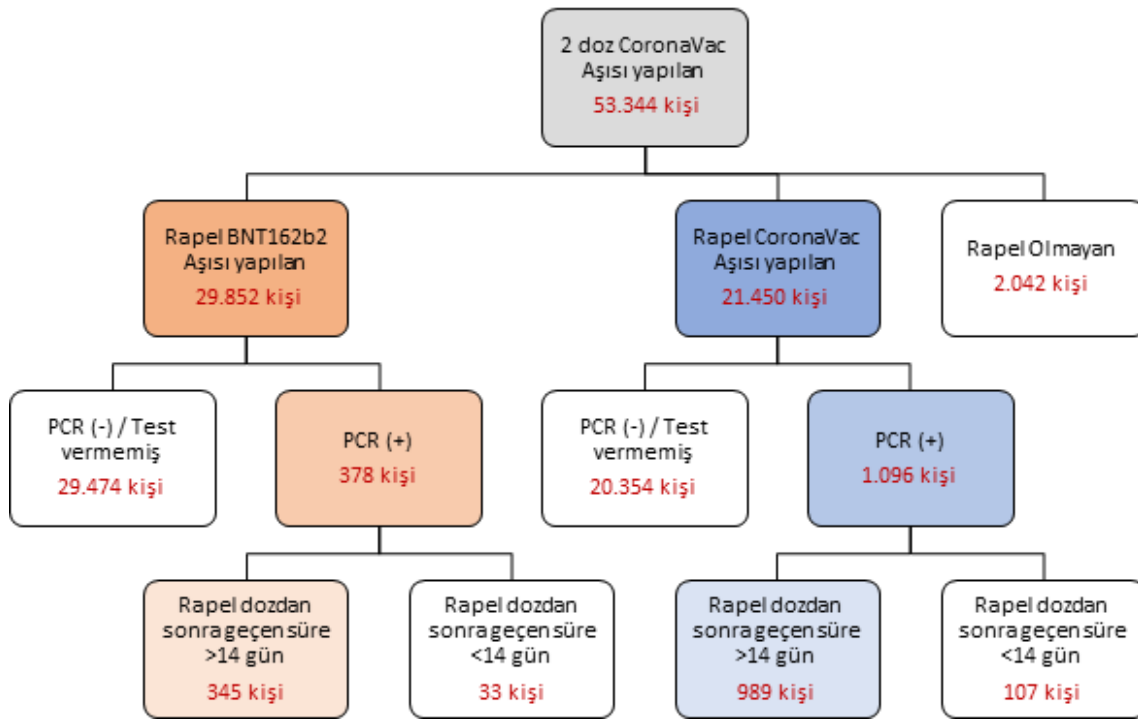 2 doz CoronaVac
Aşısı yapılan
53.344 kişi
Rapel BNT162b2
Aşısı yapılan
29.852 kişi
Rapel CoronaVac
Aşısı yapılan
21.450 kişi
Rapel Olmayan
2.042 kişi
PCR (-) / Test
vermemiş
29.474 kişi
PCR (+)
378 kişi
PCR (-) / Test
vermemiş
20.354 kişi
PCR (+)
1.096 kişi
Rapel dozdan
sonra geçen süre
>14 gün
345 kişi
Rapel dozdan
sonra geçen süre
<14 gün
33 kişi
Rapel dozdan
sonra geçen süre
>14 gün
989 kişi
Rapel dozdan
sonra geçen süre
<14 gün
107 kişi